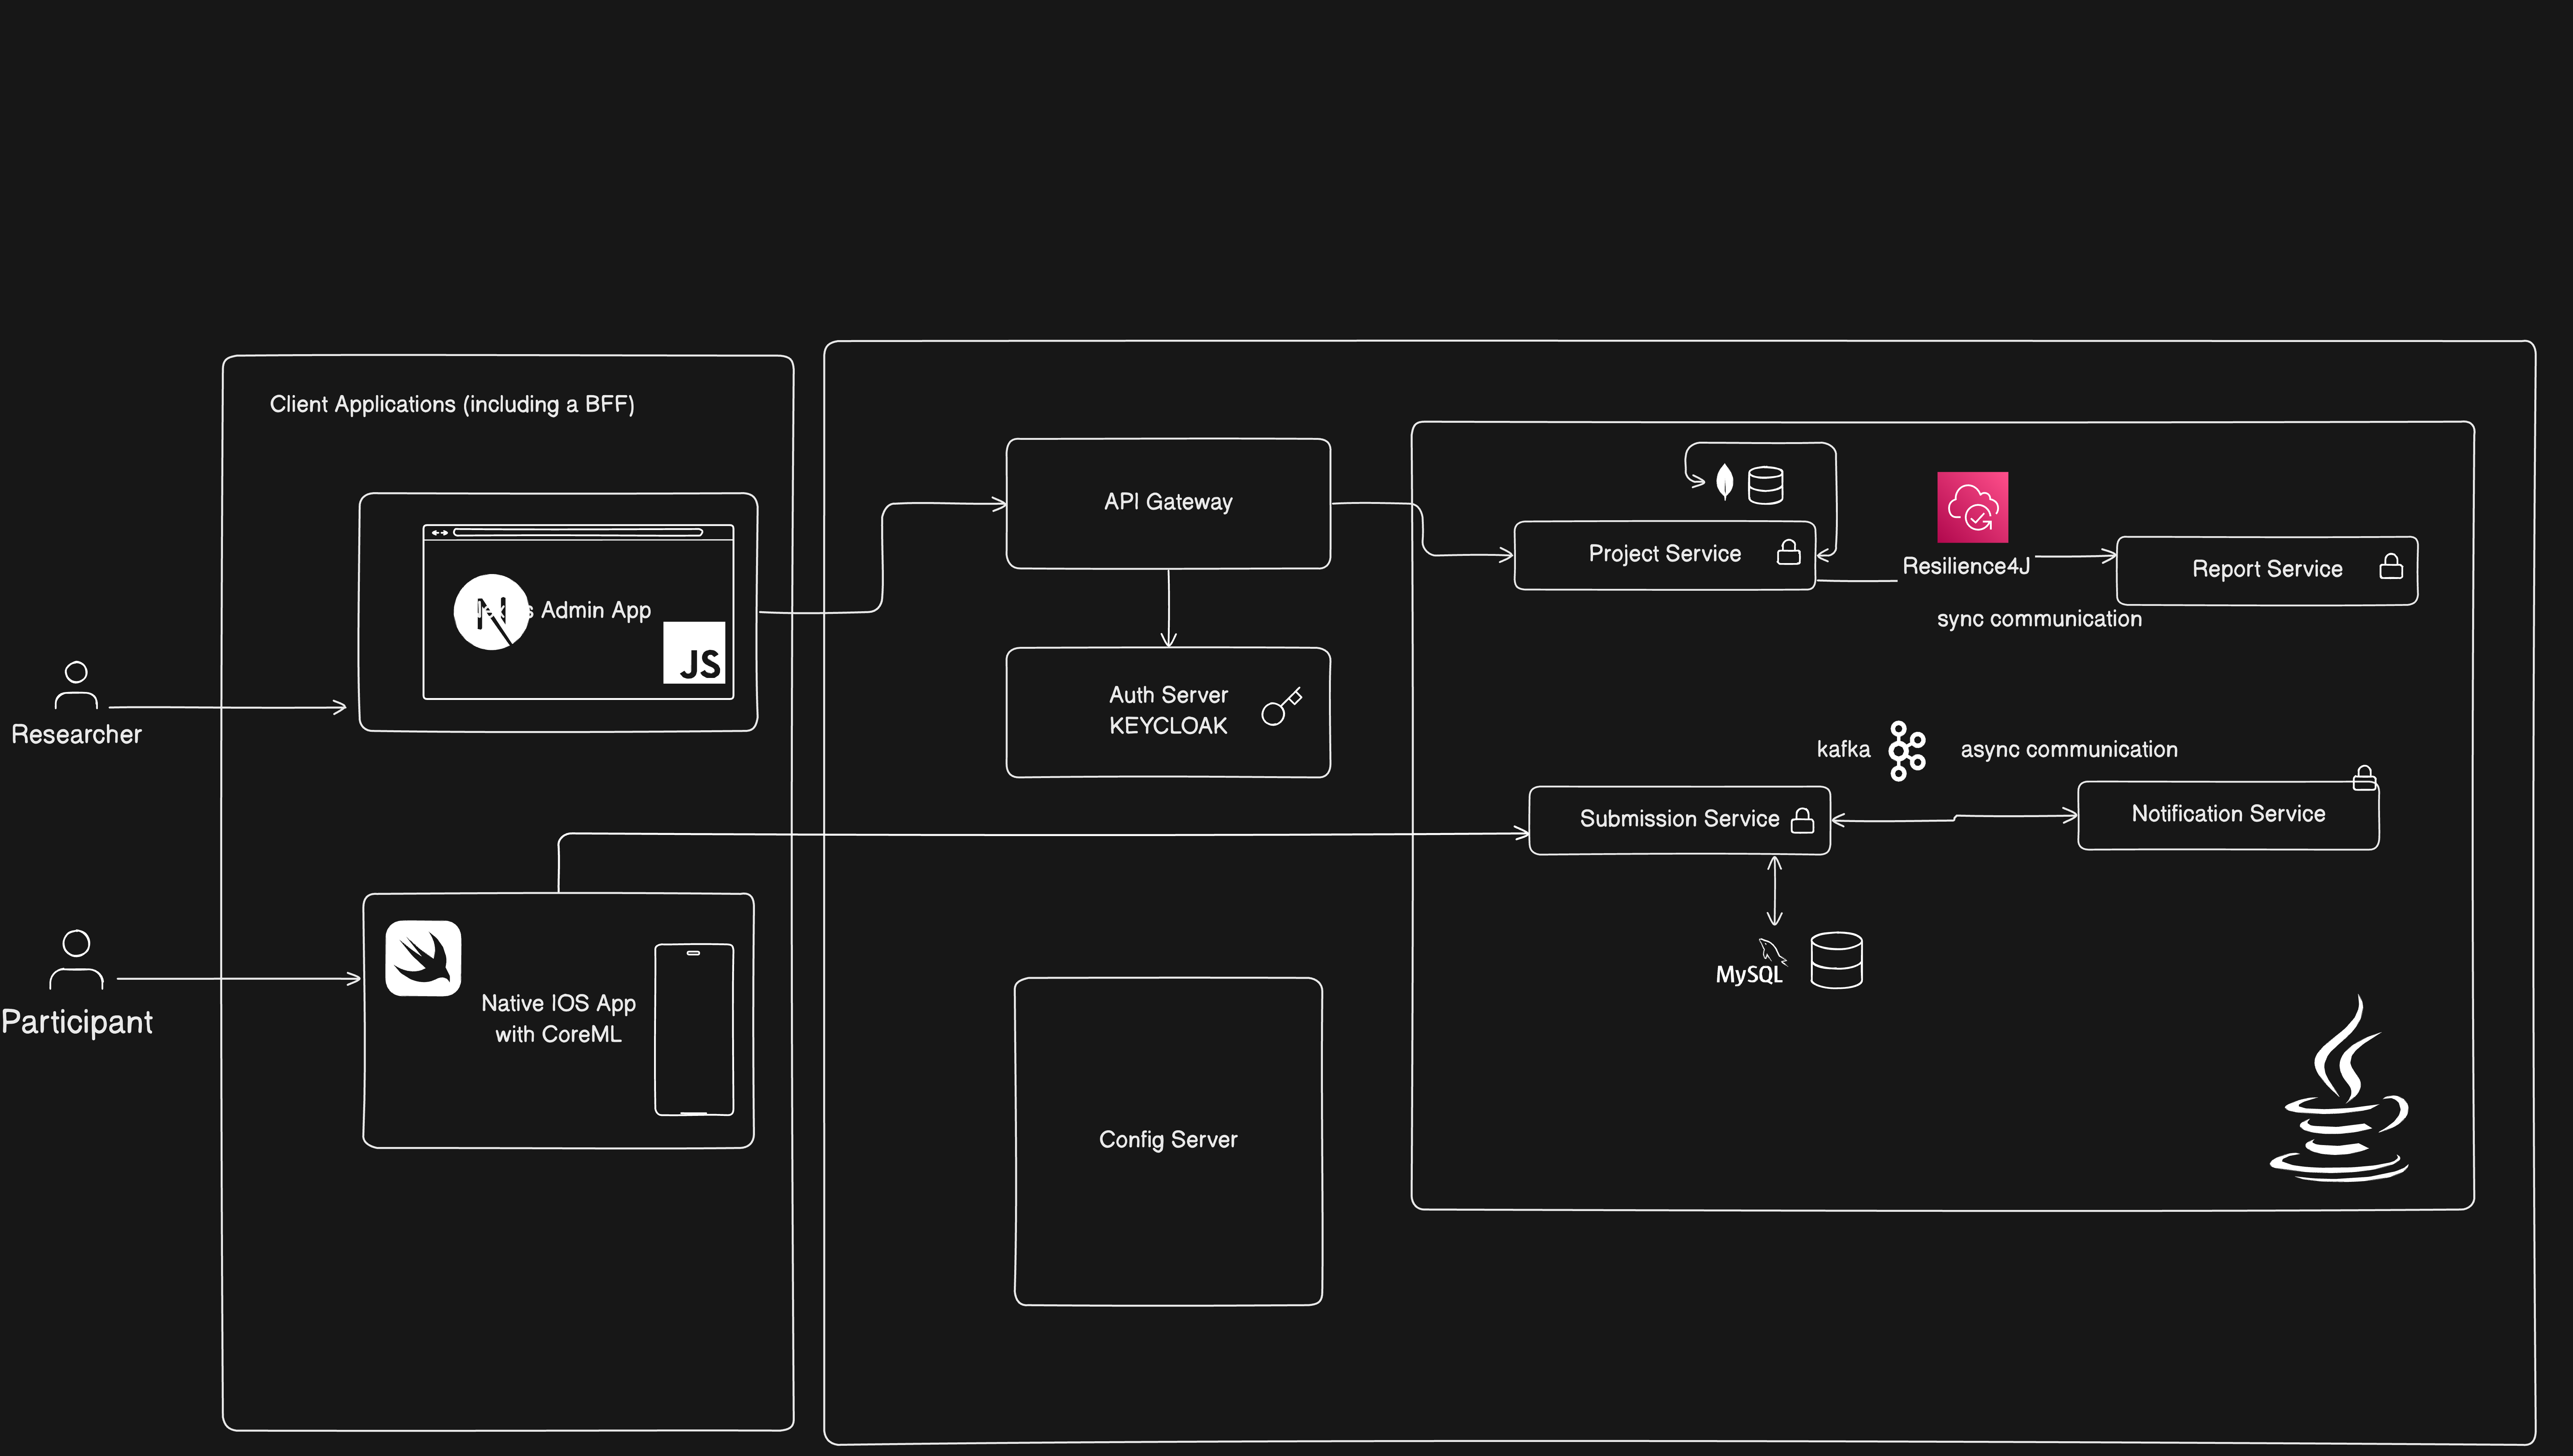 Client Applications (including a BFF)
Admin App
JS
Researcher
Participant
Native IOS App
with CoreML
API Gateway
Auth Server
KEYCLOAK
Config Server
Project Service
Resilience4J
sync communication
Report Service
kafka
async communication
Submission Service
Notification Service
MySQL